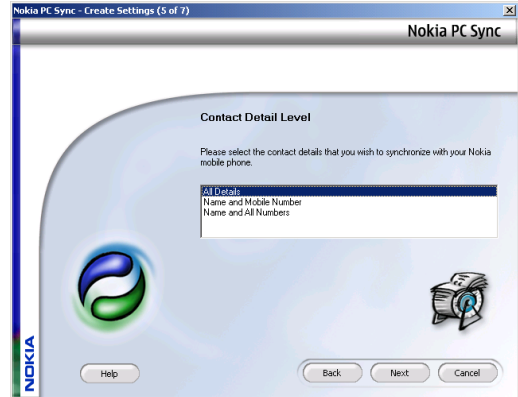 Nokia PC Sync - Create Settings (5 of 7)
Nokia PC Sync
Contact Detail Level
Please select the contact details that you wish to synchronize with your Nokia
mobile phone.
All Details
Name and Mobile Number
Name and All Numbers
NOKIA
Help
Back
Next
Cancel